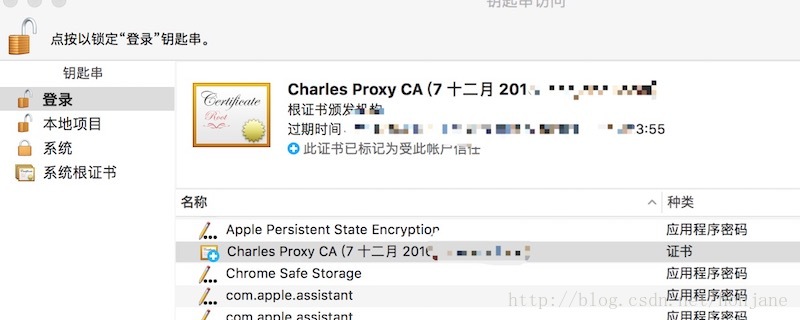 钥匙串访问
点按以锁定“登录”钥匙串。
钥匙串
登录
本地项目
系统
系统根证书
Certificate
Root
Charles Proxy CA (7 十二月 201
根证书颁发机构
过期时间
3:55
此证书已标记为受此帐户信任
名称 种类
Apple Persistent State Encryption 应用程序密码
Charles Proxy CA (7 十二月 2016 证书
Chrome Safe Storage 应用程序密码
com.apple.assistant 应用程序密码
com.apple.assistant 应用程序密码
http://blog.csdn.net/honjane